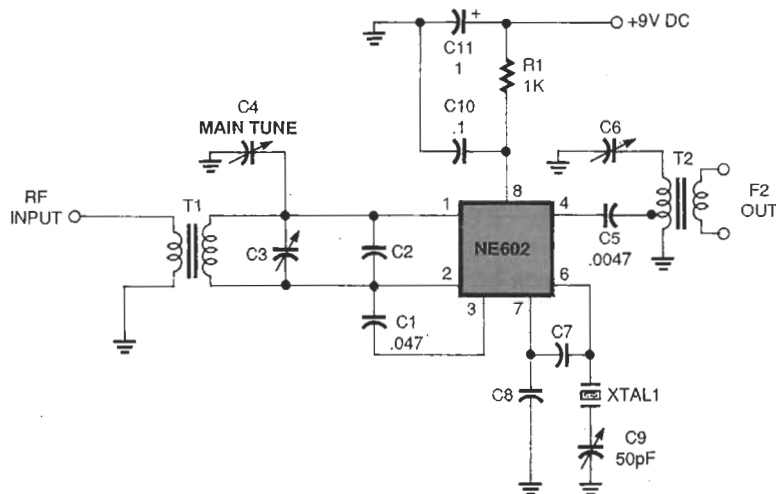 +9V DC
C11
1
+
R1
1K
C4
MAIN TUNE
C10
.1
C6
T2
RF
INPUT
T1
8
1
4
F2
OUT
C3
C2
NE602
C5
.0047
2
6
3
7
C1
.047
C7
C8
XTAL1
C9
50pF